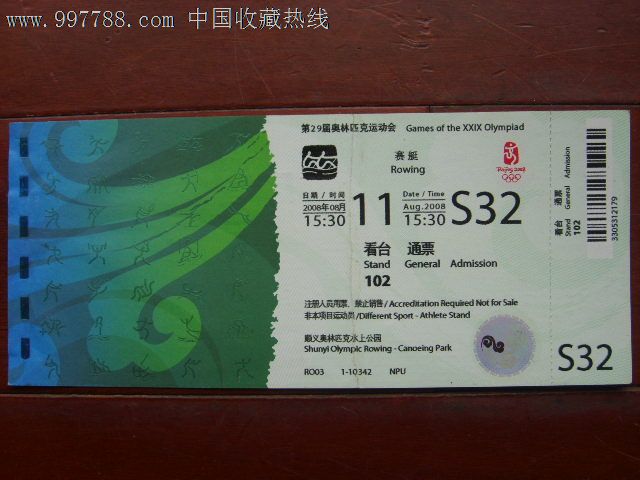 www.997788.com 中国收藏热线
第29届奥林匹克运动会 Games of the XXIX Olympiad
赛艇
Rowing
Beijing 2008
日期 / 时间
2008年08月
15:30
11
Date / Time
Aug.2008
15:30
S32
看台 通票
Stand General Admission
102
注册人员用票，禁止销售 / Accreditation Required Not for Sale
非本项目运动员 / Different Sport - Athlete Stand
顺义奥林匹克水上公园
Shunyi Olympic Rowing - Canoeing Park
RO03 1-10342 NPU
看台 通票
Stand General Admission
102
3305312179
S32